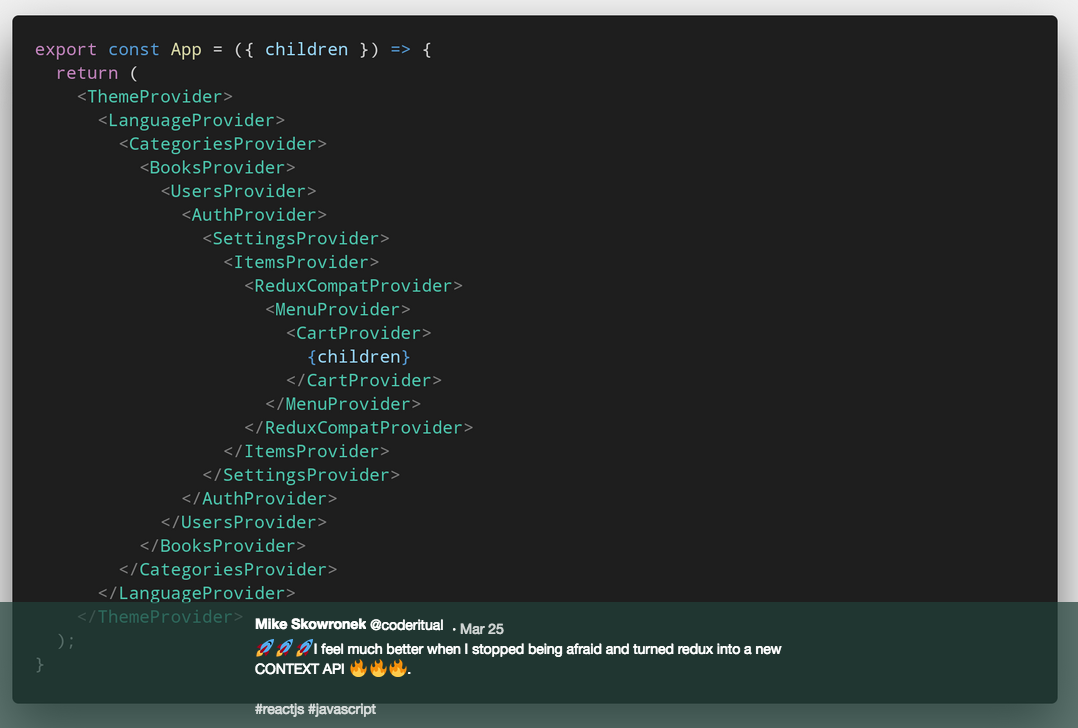 export const App = ({ children }) => {
  return (
    <ThemeProvider>
      <LanguageProvider>
        <CategoriesProvider>
          <BooksProvider>
            <UsersProvider>
              <AuthProvider>
                <SettingsProvider>
                  <ItemsProvider>
                    <ReduxCompatProvider>
                      <MenuProvider>
                        <CartProvider>
                          {children}
                        </CartProvider>
                      </MenuProvider>
                    </ReduxCompatProvider>
                  </ItemsProvider>
                </SettingsProvider>
              </AuthProvider>
            </UsersProvider>
          </BooksProvider>
        </CategoriesProvider>
      </LanguageProvider>
    </ThemeProvider>
  );
}
Mike Skowronek @coderitual · Mar 25
🚀🚀🚀I feel much better when I stopped being afraid and turned redux into a new
CONTEXT API 🔥🔥🔥.
#reactjs #javascript